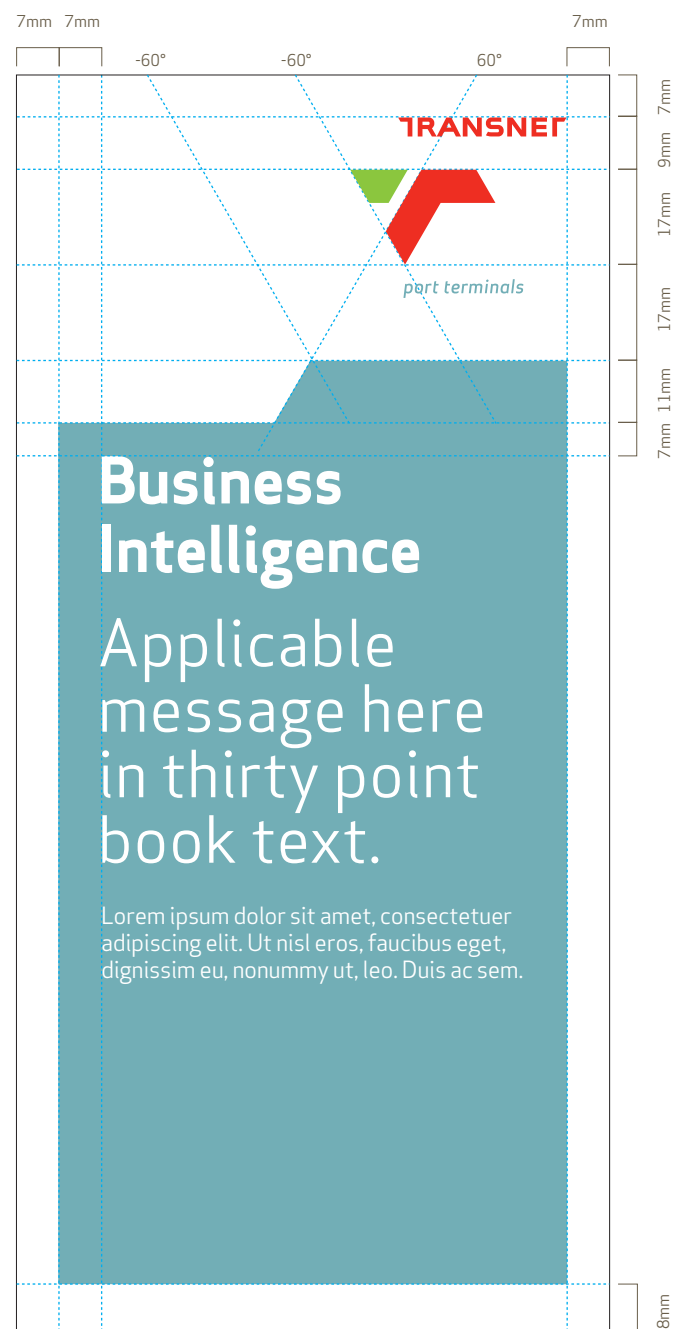 7mm 7mm 7mm
-60° -60° 60°
7mm
TRANSNET
9mm
17mm
port terminals
17mm
11mm
7mm
Business
Intelligence
Applicable
message here
in thirty point
book text.
Lorem ipsum dolor sit amet, consectetuer
adipiscing elit. Ut nisl eros, faucibus eget,
dignissim eu, nonummy ut, leo. Duis ac sem.
8mm